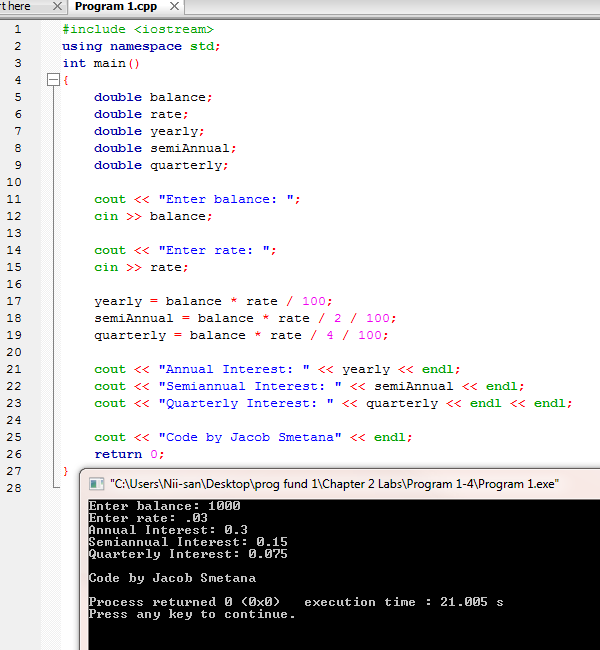 t here Program 1.cpp
1 #include <iostream>
2 using namespace std;
3 int main()
4 {
5 double balance;
6 double rate;
7 double yearly;
8 double semiAnnual;
9 double quarterly;
10
11 cout << "Enter balance: ";
12 cin >> balance;
13
14 cout << "Enter rate: ";
15 cin >> rate;
16
17 yearly = balance * rate / 100;
18 semiAnnual = balance * rate / 2 / 100;
19 quarterly = balance * rate / 4 / 100;
20
21 cout << "Annual Interest: " << yearly << endl;
22 cout << "Semiannual Interest: " << semiAnnual << endl;
23 cout << "Quarterly Interest: " << quarterly << endl << endl;
24
25 cout << "Code by Jacob Smetana" << endl;
26 return 0;
27 }
28
"C:\Users\Nii-san\Desktop\prog fund 1\Chapter 2 Labs\Program 1-4\Program 1.exe"
Enter balance: 1000
Enter rate: .03
Annual Interest: 0.3
Semiannual Interest: 0.15
Quarterly Interest: 0.075
Code by Jacob Smetana
Process returned 0 (0x0) execution time : 21.005 s
Press any key to continue.